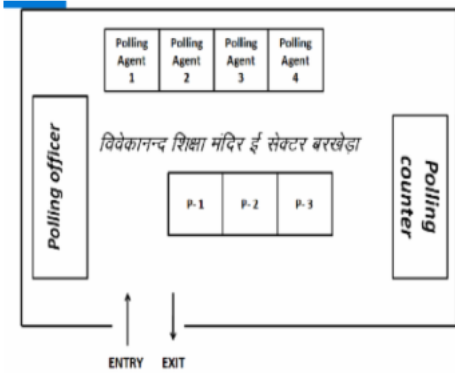 Polling Agent 1
Polling Agent 2
Polling Agent 3
Polling Agent 4
Polling officer
विवेकानन्द शिक्षा मंदिर ई सेक्टर बरखेड़ा
Polling counter
P-1
P-2
P-3
ENTRY
EXIT